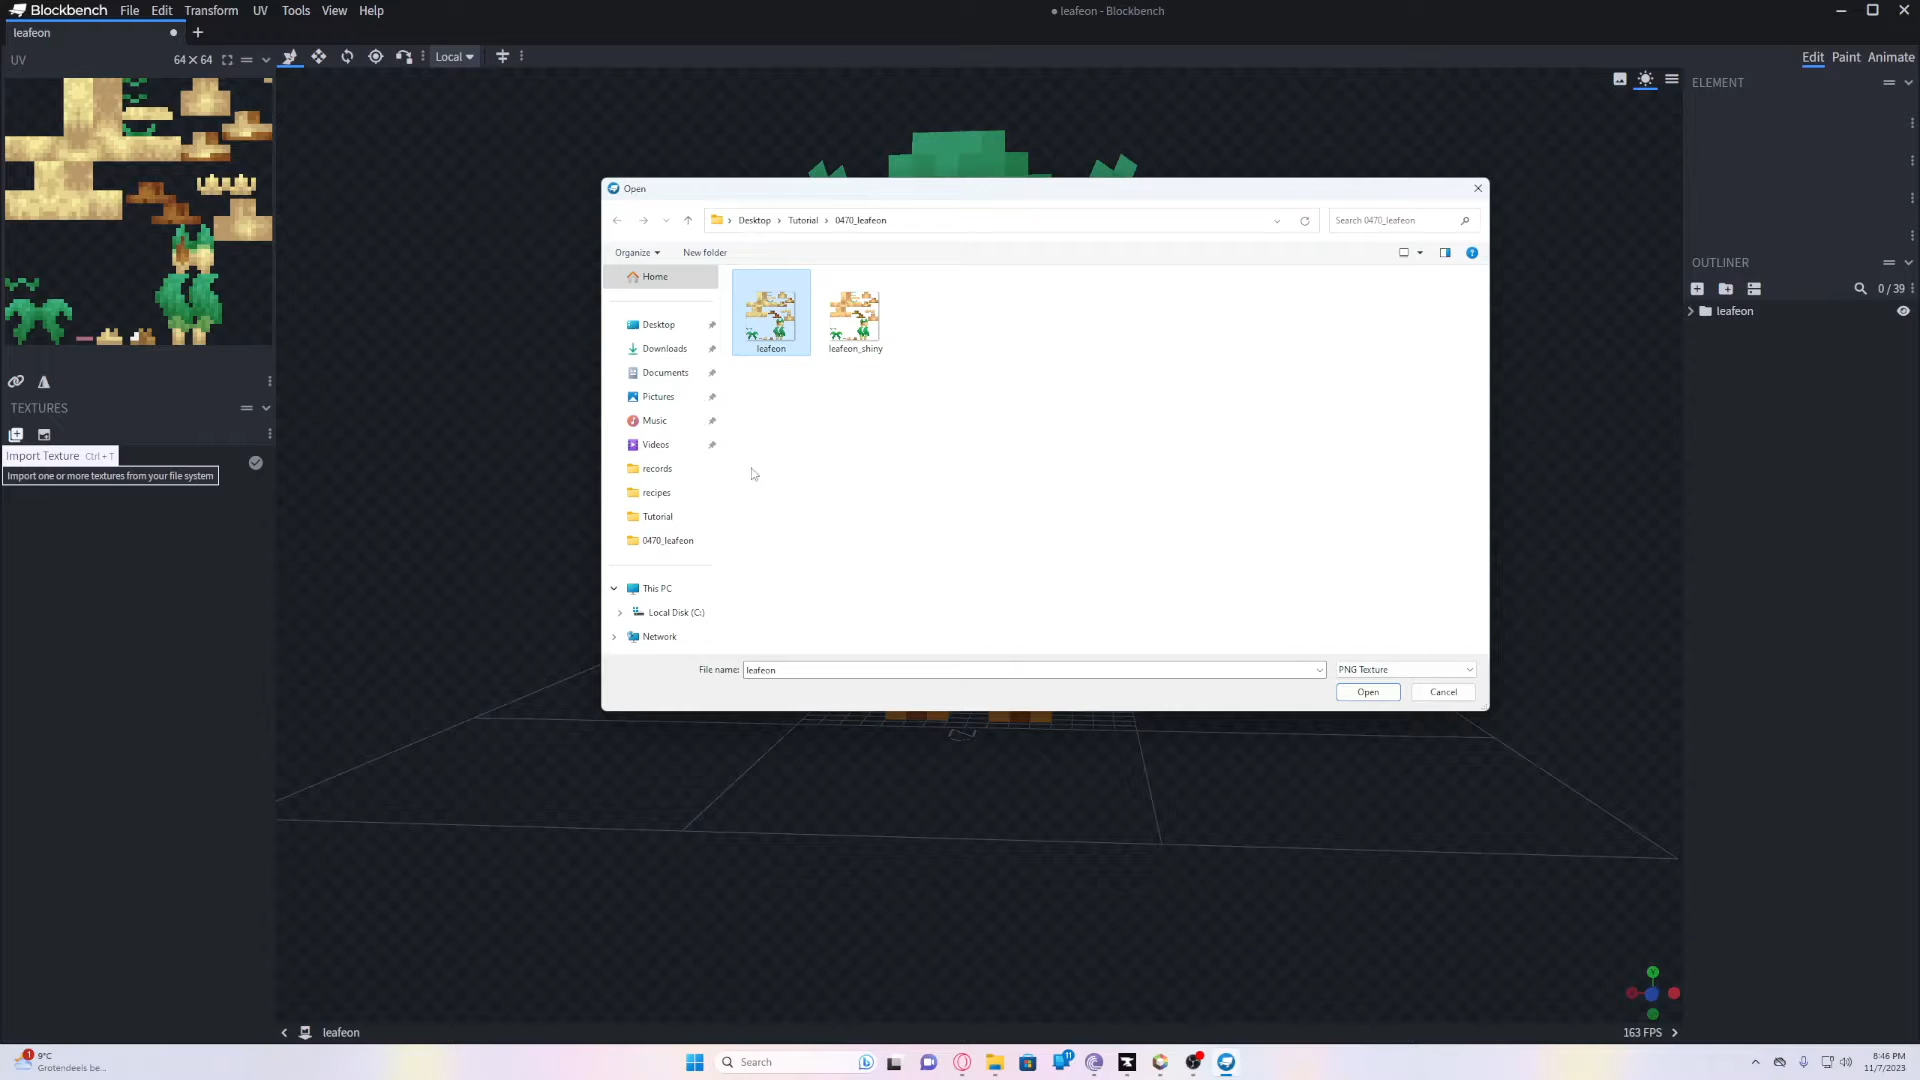 Blockbench File Edit Transform UV Tools View Help
● leafeon - Blockbench
leafeon
UV 64×64 Local Edit Paint Animate
ELEMENT
Open
Desktop › Tutorial › 0470_leafeon
Search 0470_leafeon
Organize New folder
OUTLINER
Home
0 / 39
leafeon
Desktop
Downloads
leafeon leafeon_shiny
Documents
Pictures
TEXTURES
Music
Videos
Import Texture Ctrl + T
Import one or more textures from your file system
records
recipes
Tutorial
0470_leafeon
This PC
Local Disk (C:)
Network
File name: leafeon PNG Texture
Open Cancel
leafeon 163 FPS
1 9°C
Grotendeels be...
Search
11
8:46 PM
11/7/2023